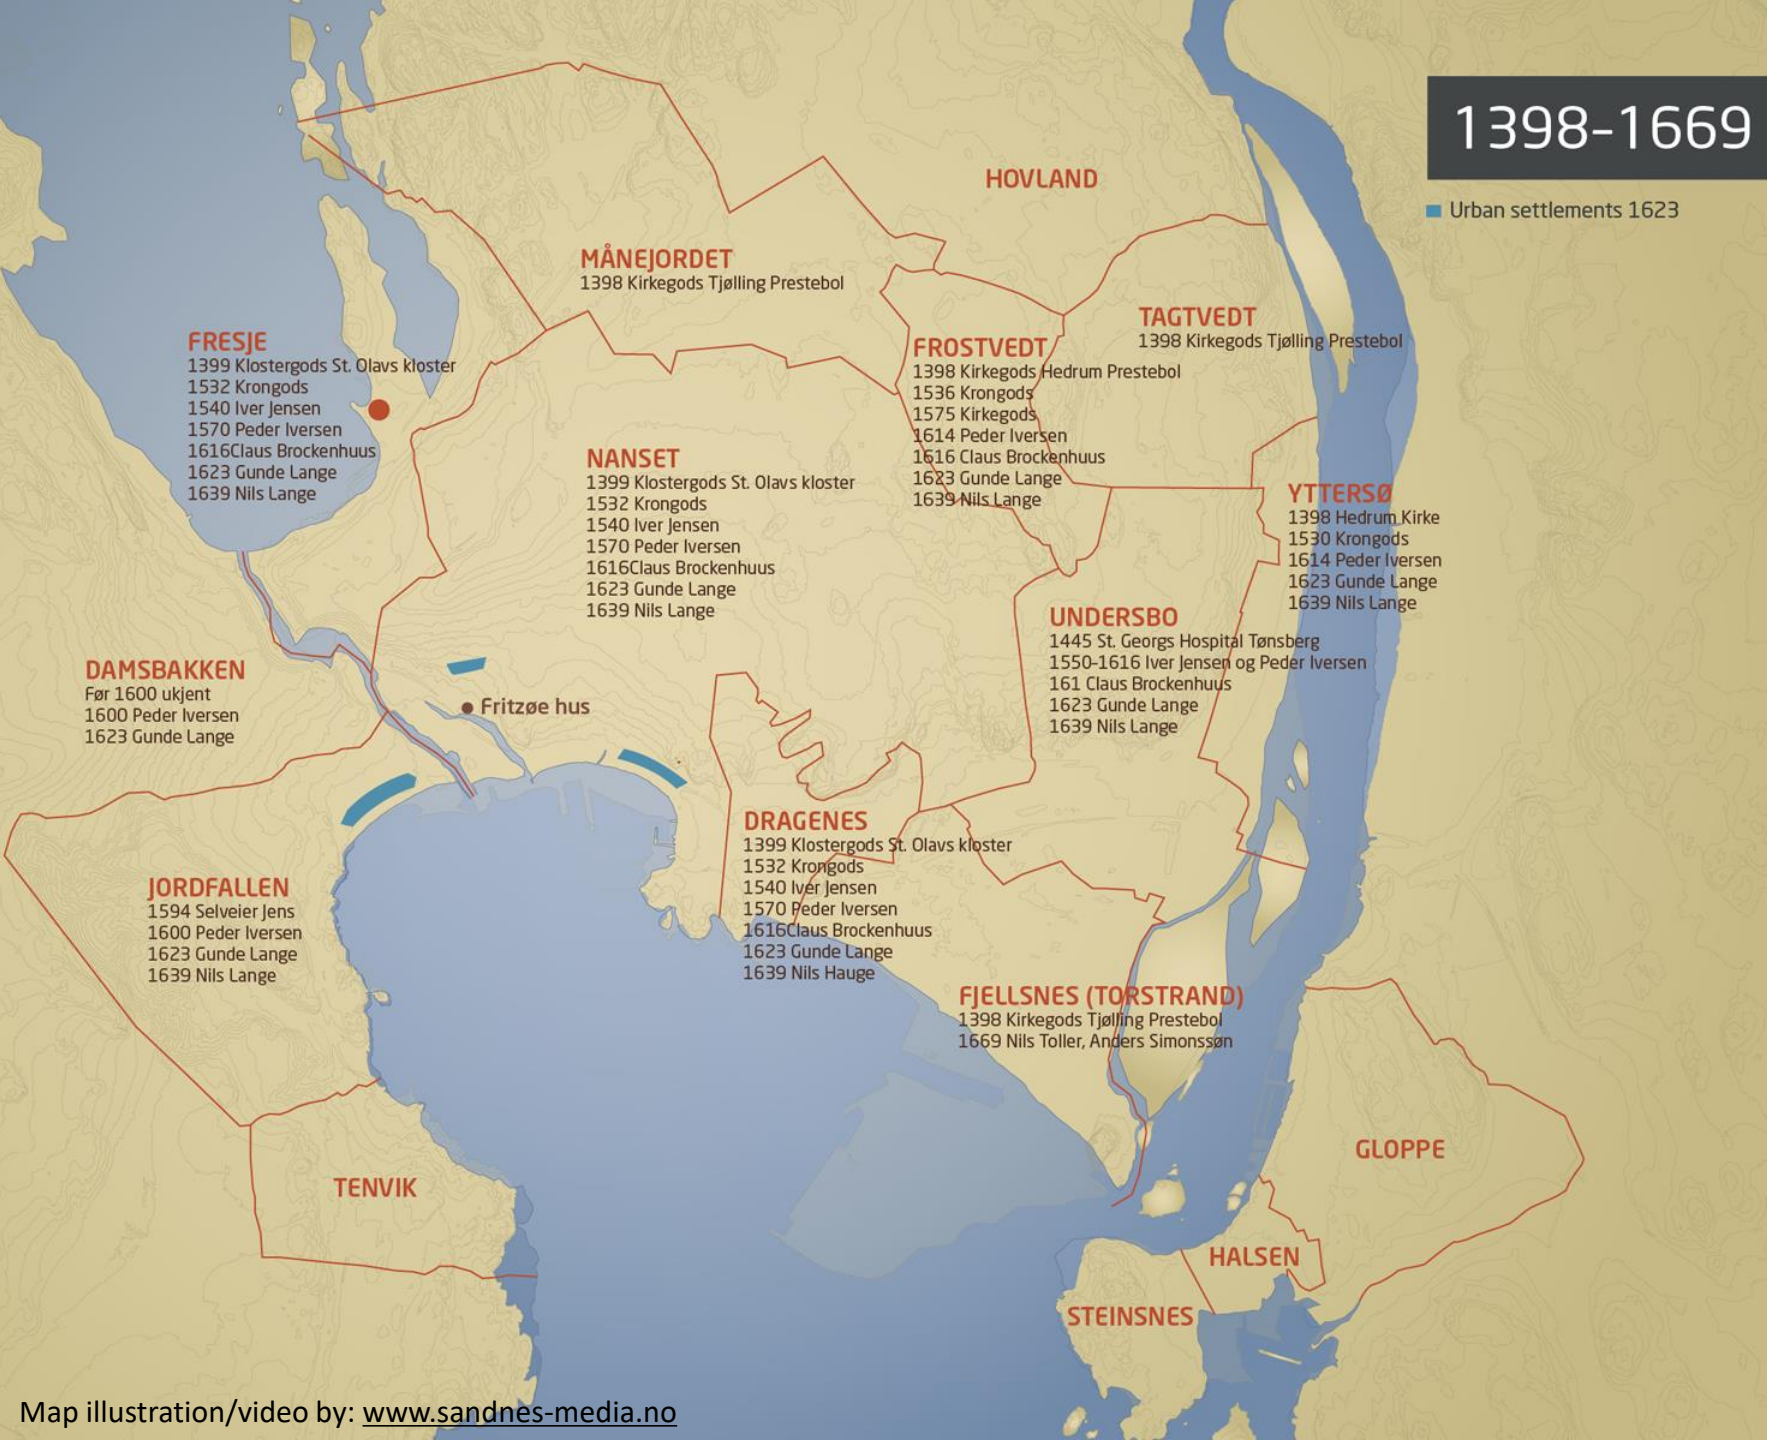 1398-1669
Urban settlements 1623
HOVLAND
MÅNEJORDET
1398 Kirkegods Tjølling Prestebol
TAGTVEDT
1398 Kirkegods Tjølling Prestebol
FRESJE
1399 Klostergods St. Olavs kloster
1532 Krongods
1540 Iver Jensen
1570 Peder Iversen
1616Claus Brockenhuus
1623 Gunde Lange
1639 Nils Lange
FROSTVEDT
1398 Kirkegods Hedrum Prestebol
1536 Krongods
1575 Kirkegods
1614 Peder Iversen
1616 Claus Brockenhuus
1623 Gunde Lange
1639 Nils Lange
NANSET
1399 Klostergods St. Olavs kloster
1532 Krongods
1540 Iver Jensen
1570 Peder Iversen
1616Claus Brockenhuus
1623 Gunde Lange
1639 Nils Lange
YTTERSØ
1398 Hedrum Kirke
1530 Krongods
1614 Peder Iversen
1623 Gunde Lange
1639 Nils Lange
UNDERSBO
1445 St. Georgs Hospital Tønsberg
1550-1616 Iver Jensen og Peder Iversen
161 Claus Brockenhuus
1623 Gunde Lange
1639 Nils Lange
DAMSBAKKEN
Før 1600 ukjent
1600 Peder Iversen
1623 Gunde Lange
Fritzøe hus
DRAGENES
1399 Klostergods St. Olavs kloster
1532 Krongods
1540 Iver Jensen
1570 Peder Iversen
1616Claus Brockenhuus
1623 Gunde Lange
1639 Nils Hauge
JORDFALLEN
1594 Selveier Jens
1600 Peder Iversen
1623 Gunde Lange
1639 Nils Lange
FJELLSNES (TORSTRAND)
1398 Kirkegods Tjølling Prestebol
1669 Nils Toller, Anders Simonssøn
GLOPPE
TENVIK
HALSEN
STEINSNES
Map illustration/video by: www.sandnes-media.no